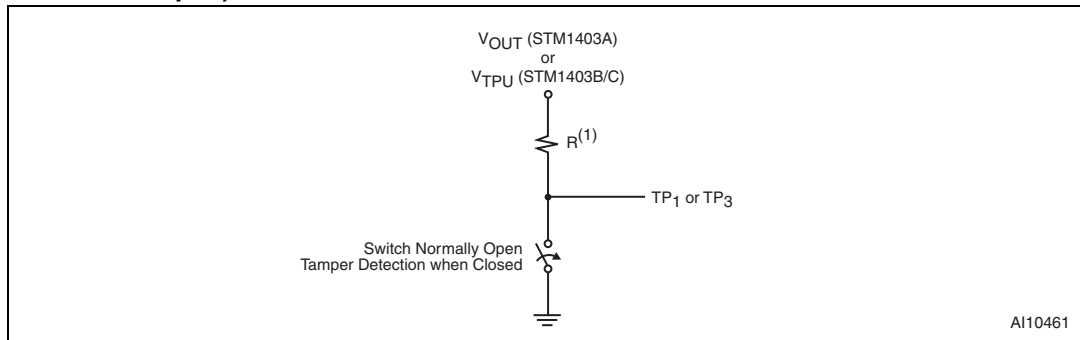 VOUT (STM1403A)
or
VTPU (STM1403B/C)
R(1)
TP1 or TP3
Switch Normally Open
Tamper Detection when Closed
AI10461